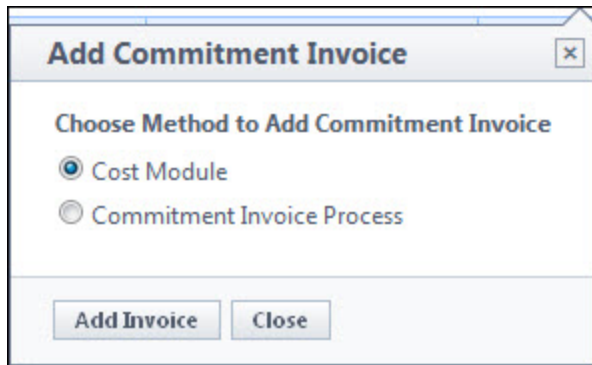 Add Commitment Invoice
Choose Method to Add Commitment Invoice
Cost Module
Commitment Invoice Process
Add Invoice Close